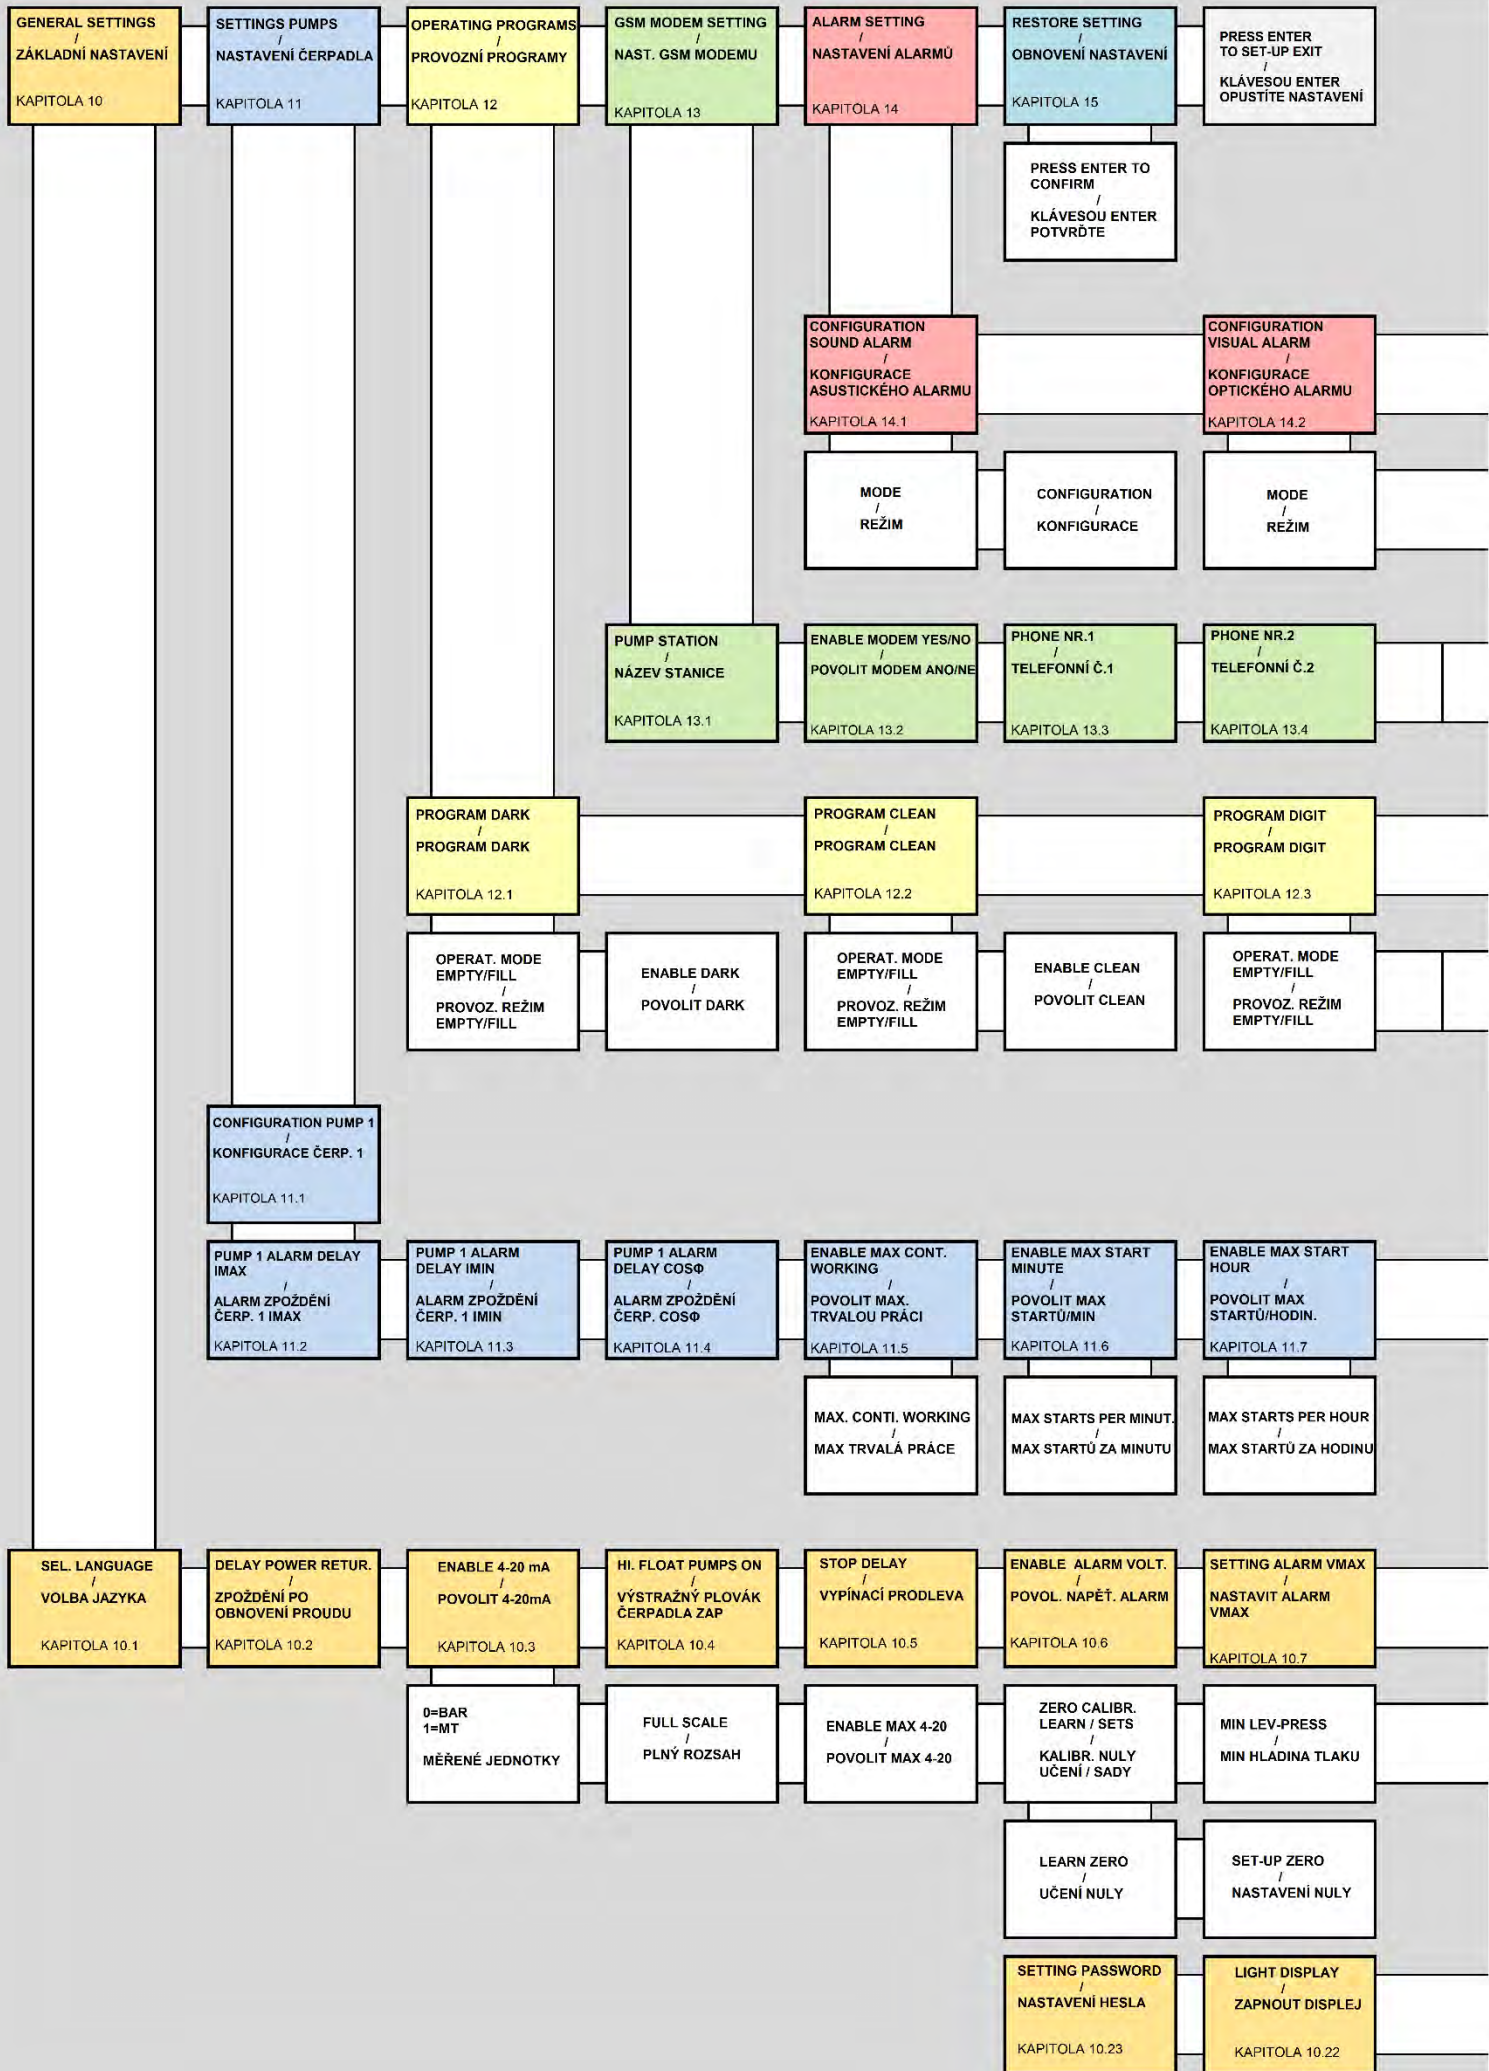 GENERAL SETTINGS
/
ZÁKLADNÍ NASTAVENÍ
KAPITOLA 10
SETTINGS PUMPS
/
NASTAVENÍ ČERPADLA
KAPITOLA 11
OPERATING PROGRAMS
/
PROVOZNÍ PROGRAMY
KAPITOLA 12
GSM MODEM SETTING
/
NAST. GSM MODEMU
KAPITOLA 13
ALARM SETTING
/
NASTAVENÍ ALARMŮ
KAPITOLA 14
RESTORE SETTING
/
OBNOVENÍ NASTAVENÍ
KAPITOLA 15
PRESS ENTER
TO SET-UP EXIT
/
KLÁVESOU ENTER
OPUSTÍTE NASTAVENÍ
PRESS ENTER TO
CONFIRM
/
KLÁVESOU ENTER
POTVRĎTE
CONFIGURATION
SOUND ALARM
/
KONFIGURACE
ASUSTICKÉHO ALARMU
KAPITOLA 14.1
CONFIGURATION
VISUAL ALARM
/
KONFIGURACE
OPTICKÉHO ALARMU
KAPITOLA 14.2
MODE
/
REŽIM
CONFIGURATION
/
KONFIGURACE
MODE
/
REŽIM
PUMP STATION
/
NÁZEV STANICE
KAPITOLA 13.1
ENABLE MODEM YES/NO
/
POVOLIT MODEM ANO/NE
KAPITOLA 13.2
PHONE NR.1
/
TELEFONNÍ Č.1
KAPITOLA 13.3
PHONE NR.2
/
TELEFONNÍ Č.2
KAPITOLA 13.4
PROGRAM DARK
/
PROGRAM DARK
KAPITOLA 12.1
PROGRAM CLEAN
/
PROGRAM CLEAN
KAPITOLA 12.2
PROGRAM DIGIT
/
PROGRAM DIGIT
KAPITOLA 12.3
OPERAT. MODE
EMPTY/FILL
/
PROVOZ. REŽIM
EMPTY/FILL
ENABLE DARK
/
POVOLIT DARK
OPERAT. MODE
EMPTY/FILL
/
PROVOZ. REŽIM
EMPTY/FILL
ENABLE CLEAN
/
POVOLIT CLEAN
OPERAT. MODE
EMPTY/FILL
/
PROVOZ. REŽIM
EMPTY/FILL
CONFIGURATION PUMP 1
/
KONFIGURACE ČERP. 1
KAPITOLA 11.1
PUMP 1 ALARM DELAY
IMAX
/
ALARM ZPOŽDĚNÍ
ČERP. 1 IMAX
KAPITOLA 11.2
PUMP 1 ALARM
DELAY IMIN
/
ALARM ZPOŽDĚNÍ
ČERP. 1 IMIN
KAPITOLA 11.3
PUMP 1 ALARM
DELAY COSΦ
/
ALARM ZPOŽDĚNÍ
ČERP. COSΦ
KAPITOLA 11.4
ENABLE MAX CONT.
WORKING
/
POVOLIT MAX.
TRVALOU PRÁCI
KAPITOLA 11.5
ENABLE MAX START
MINUTE
/
POVOLIT MAX
STARTŮ/MIN
KAPITOLA 11.6
ENABLE MAX START
HOUR
/
POVOLIT MAX
STARTŮ/HODIN.
KAPITOLA 11.7
MAX. CONTI. WORKING
/
MAX TRVALÁ PRÁCE
MAX STARTS PER MINUT.
/
MAX STARTŮ ZA MINUTU
MAX STARTS PER HOUR
/
MAX STARTŮ ZA HODINU
SEL. LANGUAGE
/
VOLBA JAZYKA
KAPITOLA 10.1
DELAY POWER RETUR.
/
ZPOŽDĚNÍ PO
OBNOVENÍ PROUDU
KAPITOLA 10.2
ENABLE 4-20 mA
/
POVOLIT 4-20mA
KAPITOLA 10.3
HI. FLOAT PUMPS ON
/
VÝSTRAŽNÝ PLOVÁK
ČERPADLA ZAP
KAPITOLA 10.4
STOP DELAY
/
VYPÍNACÍ PRODLEVA
KAPITOLA 10.5
ENABLE ALARM VOLT.
/
POVOL. NAPĚŤ. ALARM
KAPITOLA 10.6
SETTING ALARM VMAX
/
NASTAVIT ALARM
VMAX
KAPITOLA 10.7
0=BAR
1=MT
MĚŘENÉ JEDNOTKY
FULL SCALE
/
PLNÝ ROZSAH
ENABLE MAX 4-20
/
POVOLIT MAX 4-20
ZERO CALIBR.
LEARN / SETS
/
KALIBR. NULY
UČENÍ / SADY
MIN LEV-PRESS
/
MIN HLADINA TLAKU
LEARN ZERO
/
UČENÍ NULY
SET-UP ZERO
/
NASTAVENÍ NULY
SETTING PASSWORD
/
NASTAVENÍ HESLA
KAPITOLA 10.23
LIGHT DISPLAY
/
ZAPNOUT DISPLEJ
KAPITOLA 10.22